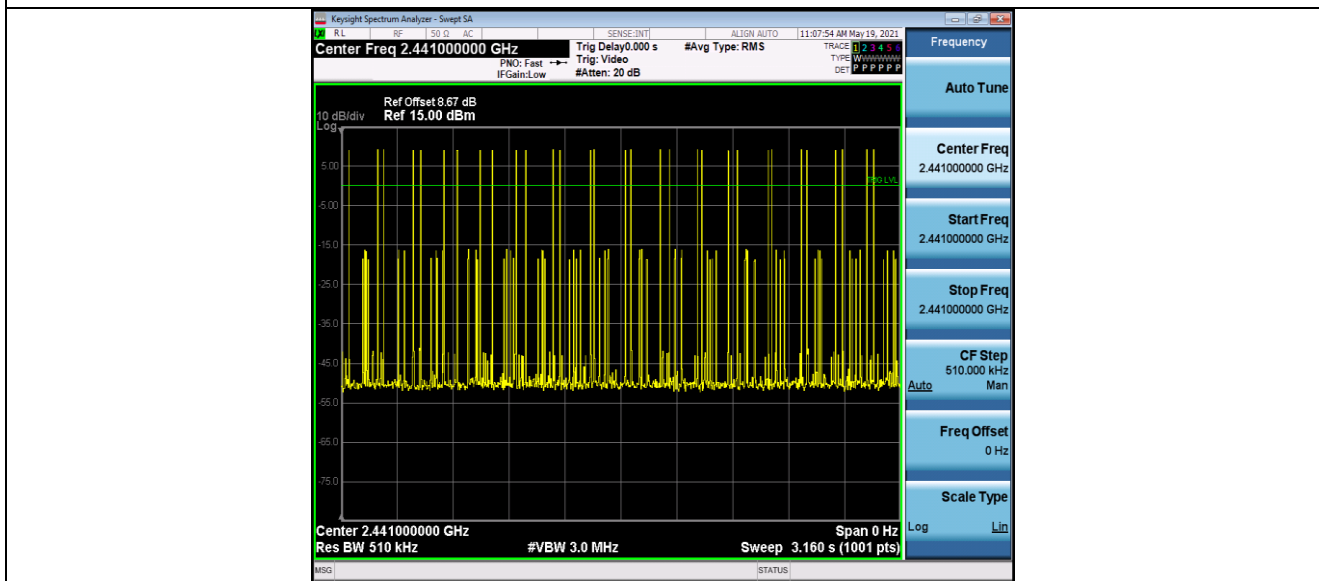 Keysight Spectrum Analyzer - Swept SA
RL RF 50 Ω AC SENSE:INT ALIGN AUTO 11:07:54 AM May 19, 2021
Center Freq 2.441000000 GHz
PNO: Fast
IFGain:Low
Trig Delay0.000 s
Trig: Video
#Atten: 20 dB
#Avg Type: RMS
TRACE 1 2 3 4 5 6
TYPE WWWWWW
DET P P P P P P
Ref Offset 8.67 dB
10 dB/div Ref 15.00 dBm
Log
5.00
TRIG LVL
-5.00
-15.0
-25.0
-35.0
-45.0
-55.0
-65.0
-75.0
Center 2.441000000 GHz Span 0 Hz
Res BW 510 kHz #VBW 3.0 MHz Sweep 3.160 s (1001 pts)
MSG STATUS
Frequency
Auto Tune
Center Freq
2.441000000 GHz
Start Freq
2.441000000 GHz
Stop Freq
2.441000000 GHz
CF Step
510.000 kHz
Auto Man
Freq Offset
0 Hz
Scale Type
Log Lin